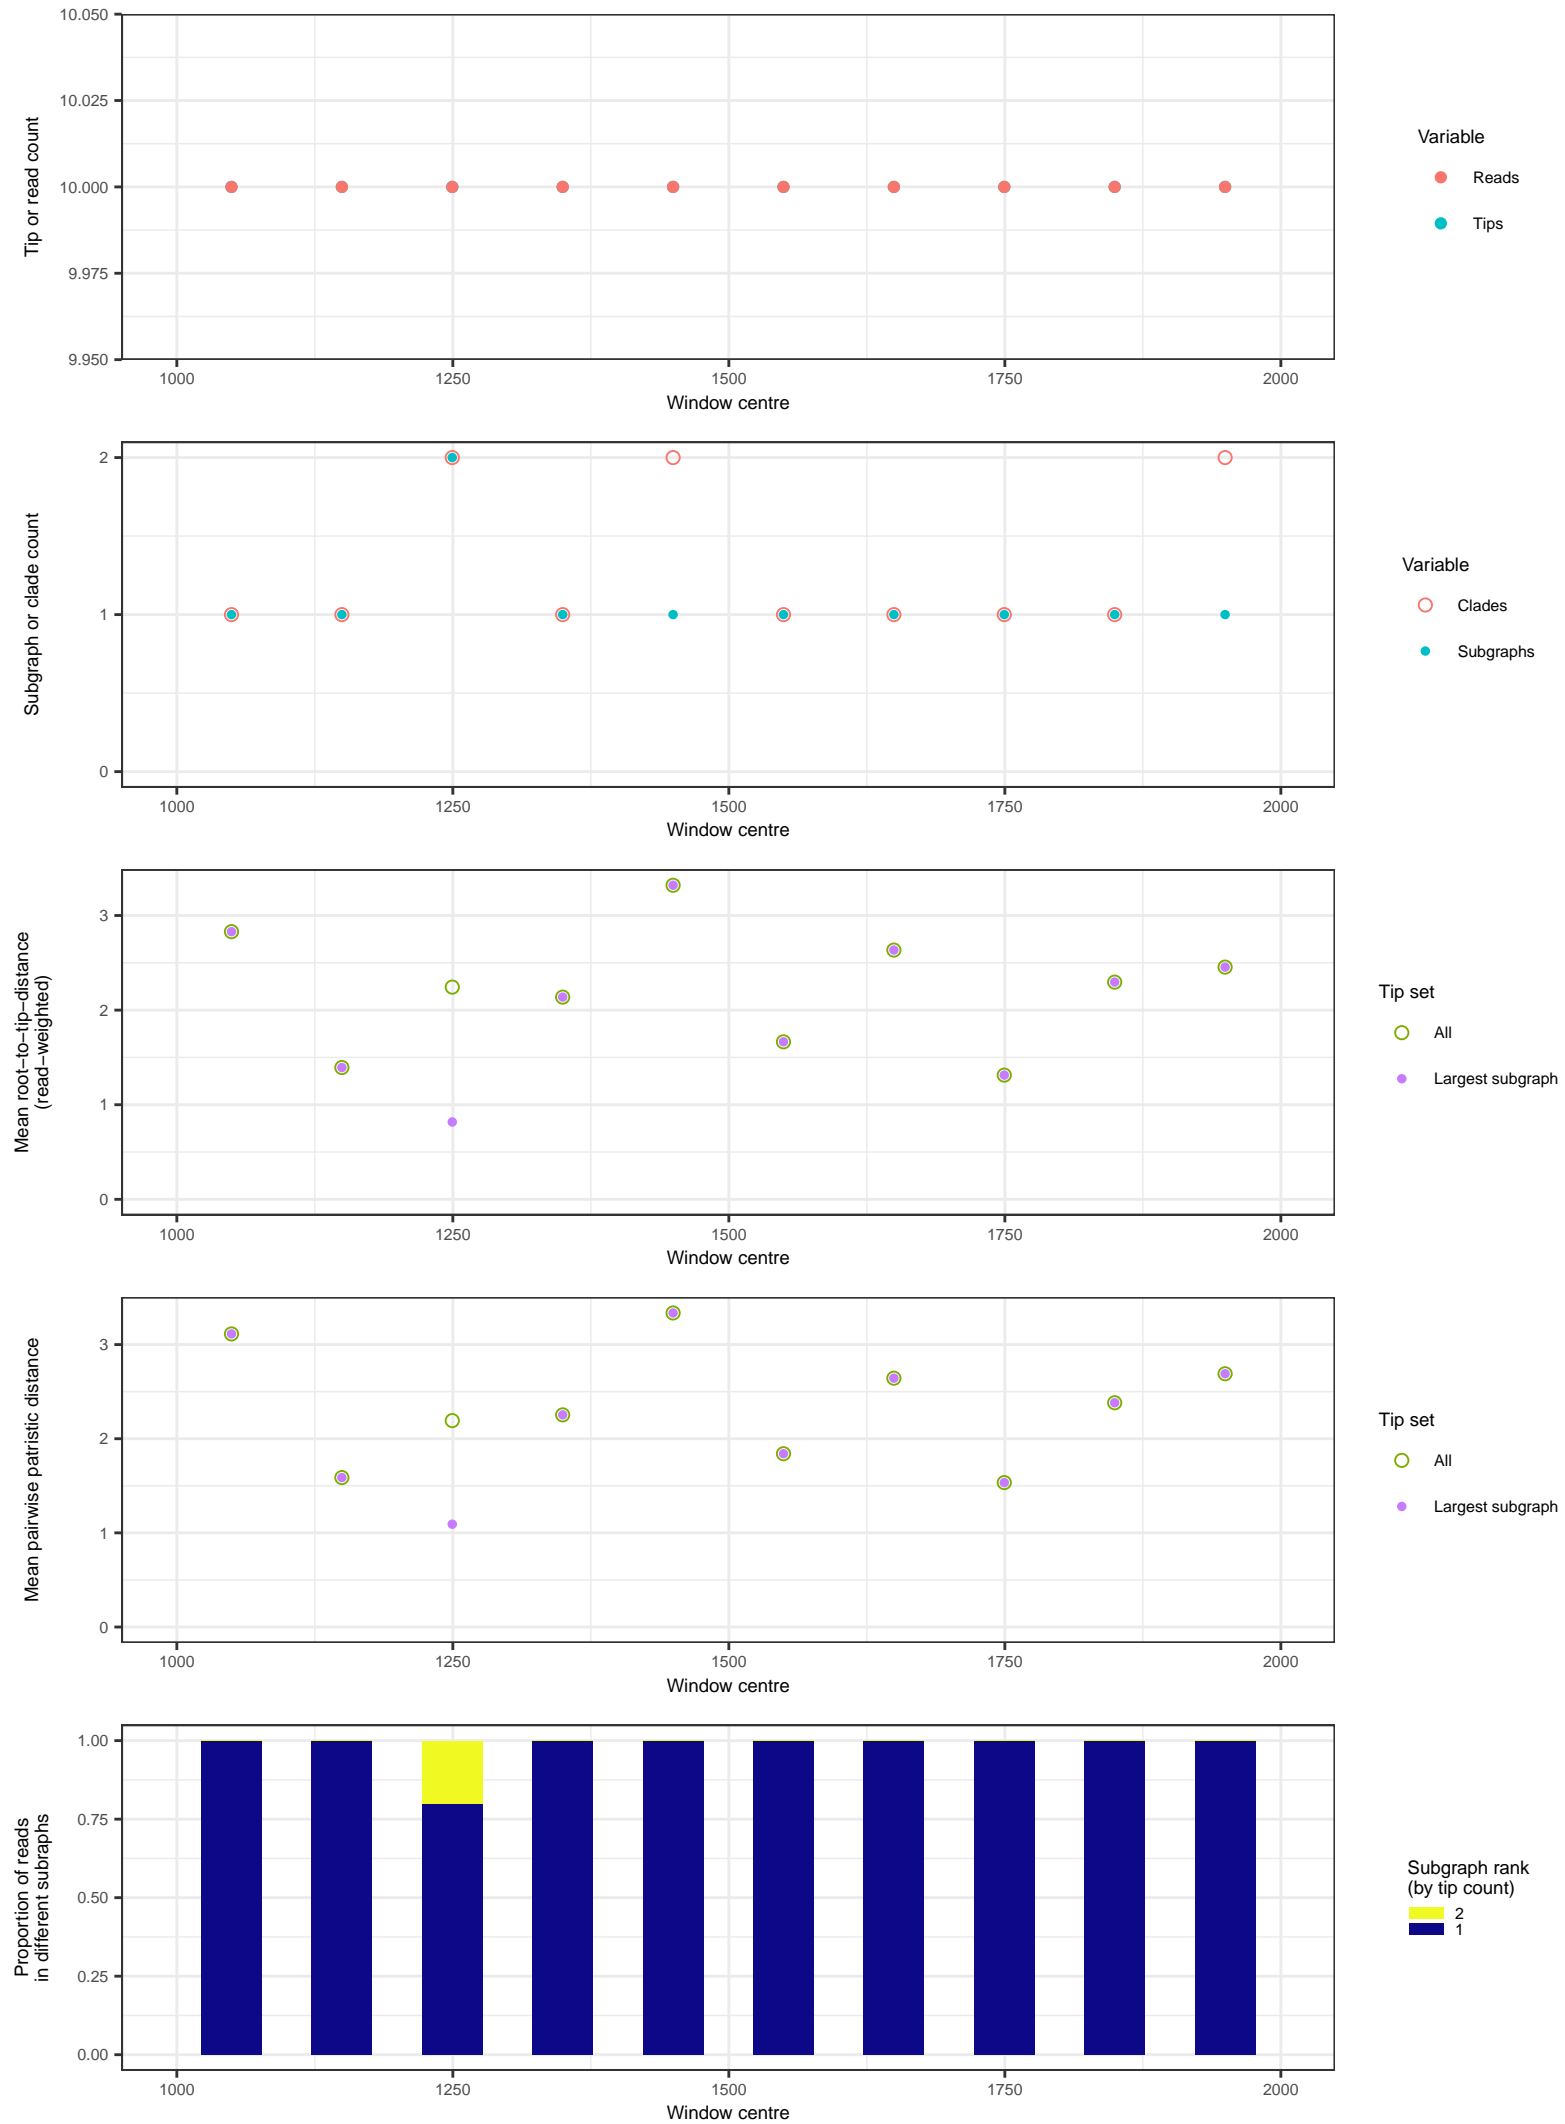 Tip or read count
10.050
10.025
10.000
9.975
9.950
1000 1250 1500 1750 2000
Window centre
Variable
Reads
Tips
Subgraph or clade count
2
1
0
1000 1250 1500 1750 2000
Window centre
Variable
Clades
Subgraphs
Mean root−to−tip−distance
(read−weighted)
3
2
1
0
1000 1250 1500 1750 2000
Window centre
Tip set
All
Largest subgraph
Mean pairwise patristic distance
3
2
1
0
1000 1250 1500 1750 2000
Window centre
Tip set
All
Largest subgraph
Proportion of reads
in different subraphs
1.00
0.75
0.50
0.25
0.00
1000 1250 1500 1750 2000
Window centre
Subgraph rank
(by tip count)
2
1